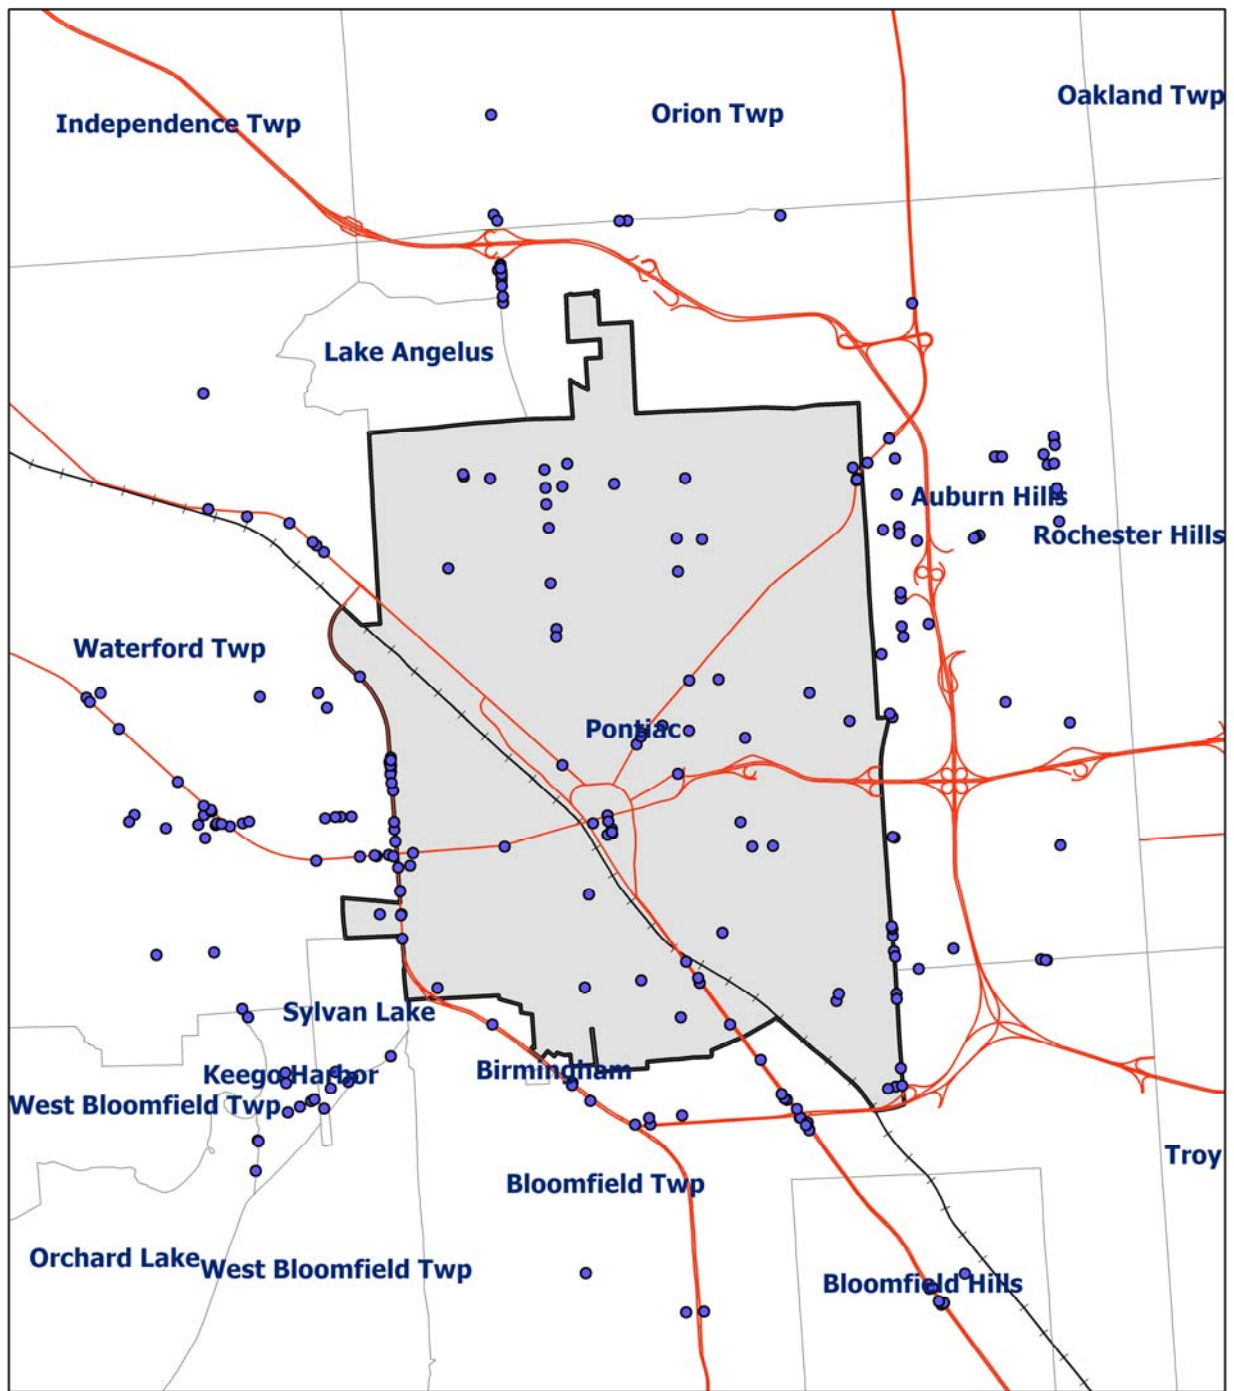 Oakland Twp
Orion Twp
Independence Twp
Lake Angelus
Auburn Hills
Rochester Hills
Waterford Twp
Pontiac
Sylvan Lake
Birmingham
Keego Harbor
West Bloomfield Twp
Troy
Bloomfield Twp
Orchard Lake
West Bloomfield Twp
Bloomfield Hills